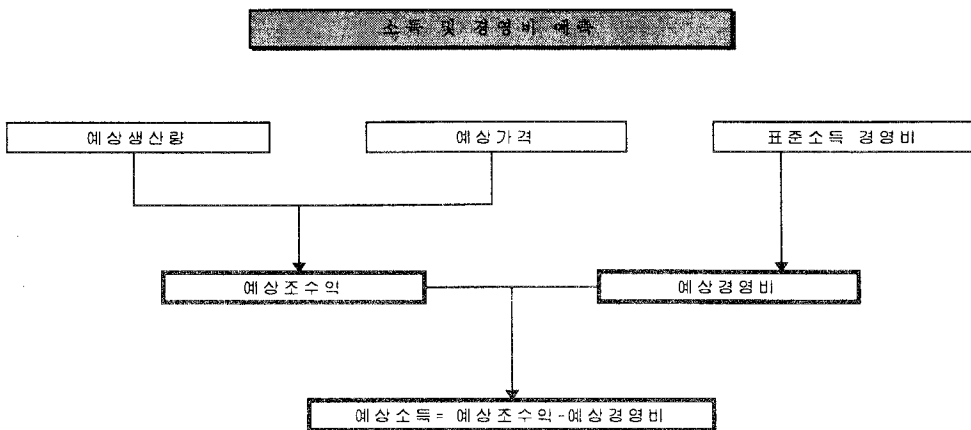 소득 및 경영비 예측
예상생산량
예상가격
표준소득 경영비
예상조수익
예상경영비
예상소득= 예상조수익-예상경영비